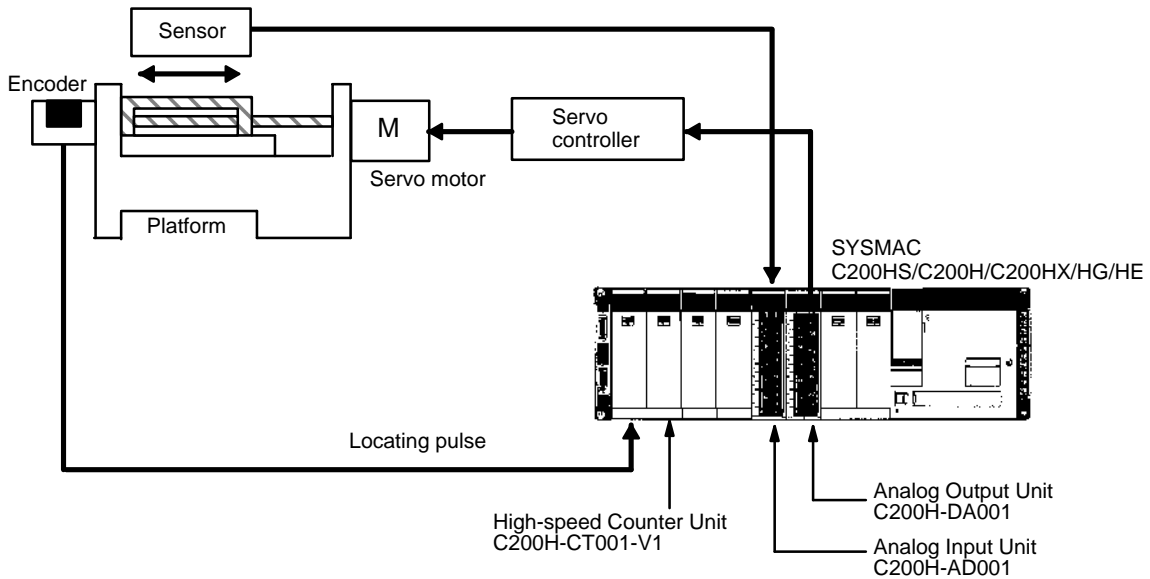 Sensor
Encoder
M
Servo
controller
Servo motor
Platform
SYSMAC
C200HS/C200H/C200HX/HG/HE
Locating pulse
High-speed Counter Unit
C200H-CT001-V1
Analog Output Unit
C200H-DA001
Analog Input Unit
C200H-AD001